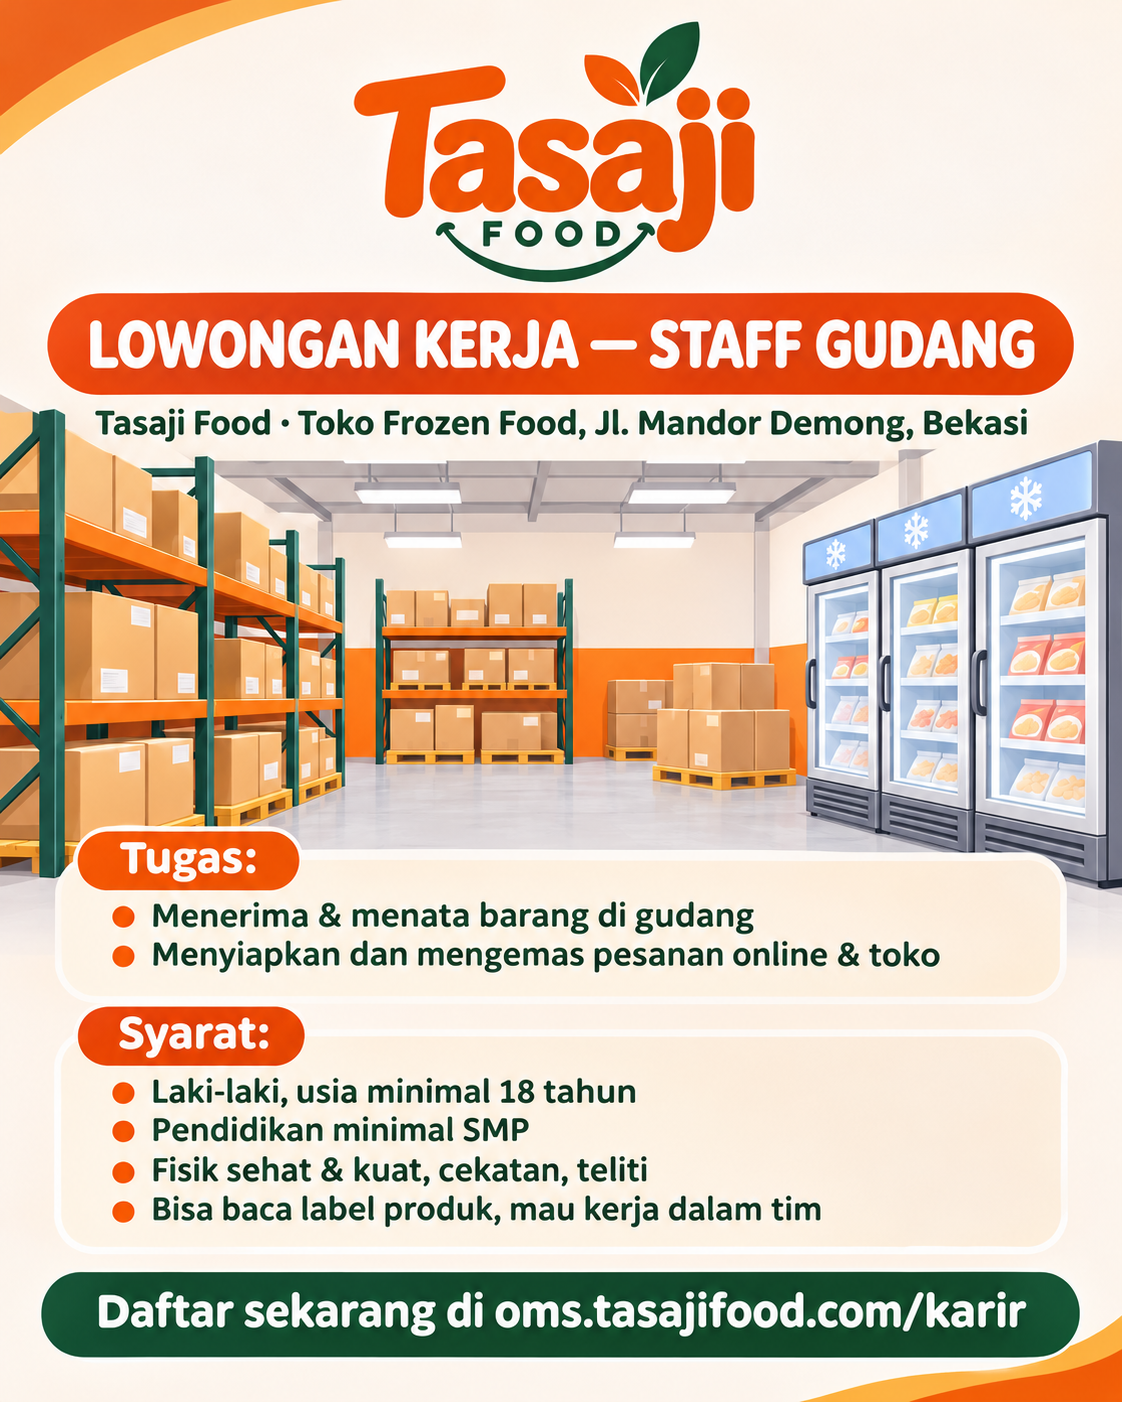 Tasaji
FOOD
LOWONGAN KERJA — STAFF GUDANG
Tasaji Food • Toko Frozen Food, Jl. Mandor Demong, Bekasi
Tugas:
Menerima & menata barang di gudang
Menyiapkan dan mengemas pesanan online & toko
Syarat:
Laki-laki, usia minimal 18 tahun
Pendidikan minimal SMP
Fisik sehat & kuat, cekatan, teliti
Bisa baca label produk, mau kerja dalam tim
Daftar sekarang di oms.tasajifood.com/karir